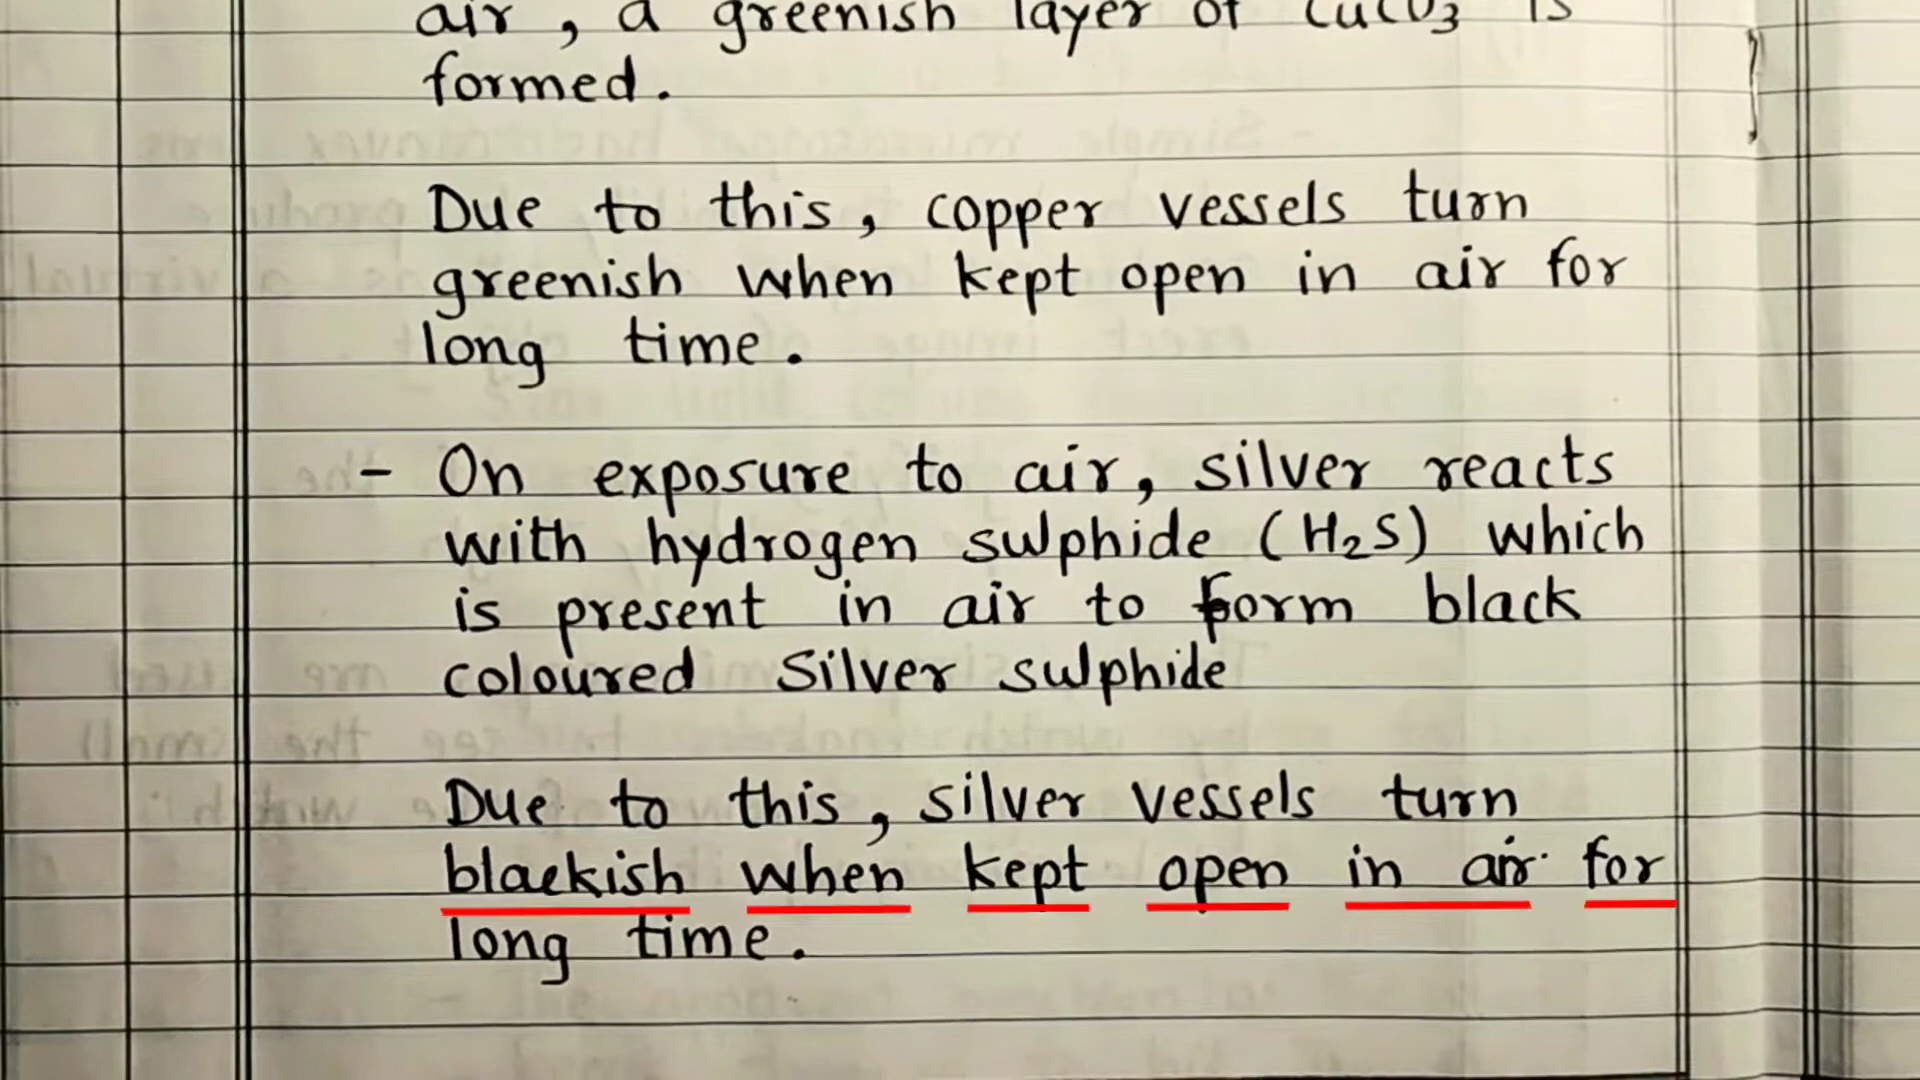 air, a greenish layer of CuCO3 is
formed.
Due to this, copper vessels turn
greenish when kept open in air for
long time.
- On exposure to air, silver reacts
with hydrogen sulphide (H2S) which
is present in air to form black
coloured Silver sulphide
Due to this, silver vessels turn
blackish when kept open in air for
long time.